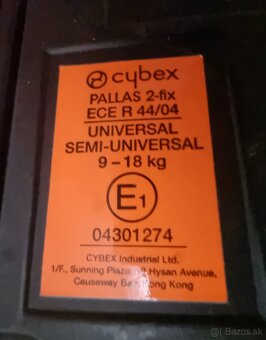 cybex
PALLAS 2-fix
ECE R 44/04
UNIVERSAL
SEMI-UNIVERSAL
9 – 18 kg
E1
04301274
CYBEX Industrial Ltd.
1/F., Sunning Plaza, 10 Hysan Avenue,
Causeway Bay Hong Kong
Bazos.sk